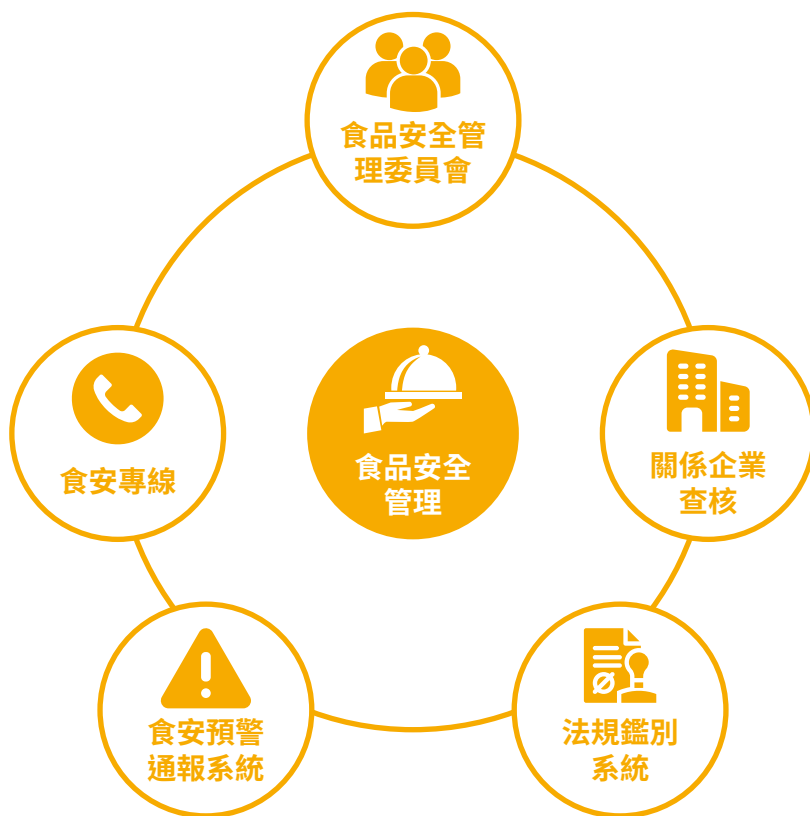 食品安全管
理委員會
食安專線
食品安全
管理
關係企業
查核
食安預警
通報系統
法規鑑別
系統